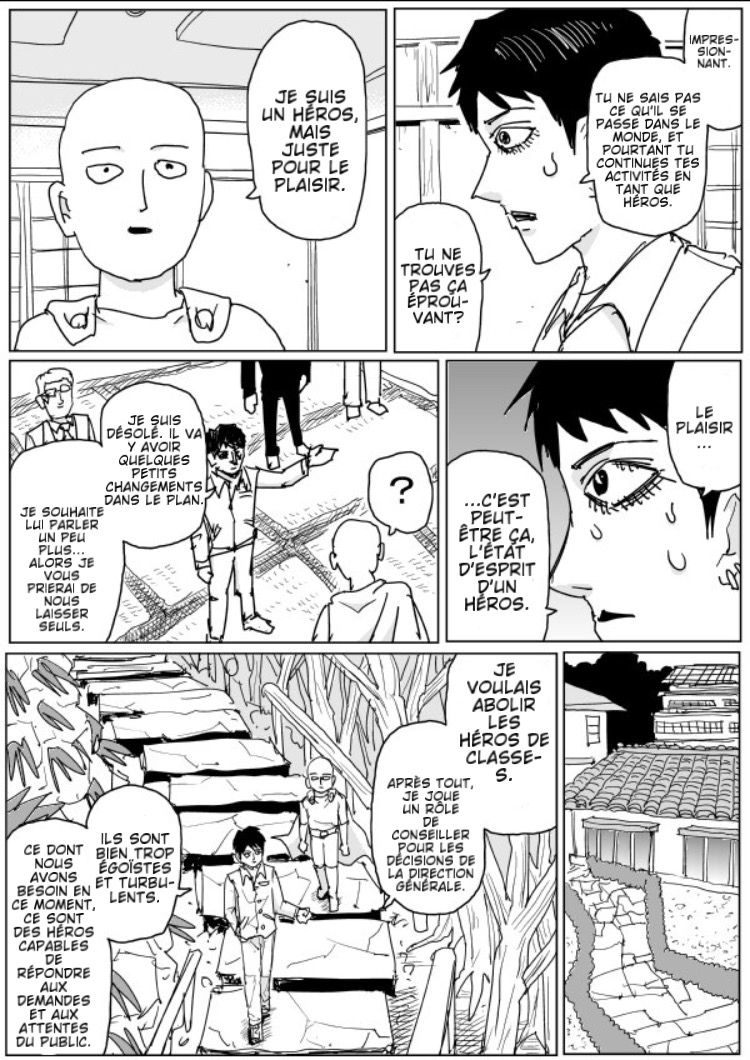 IMPRES-
SION-
NANT.
TU NE SAIS PAS
CE QU'IL SE
PASSE DANS LE
MONDE, ET
POURTANT TU
CONTINUES TES
ACTIVITÉS EN
TANT QUE
HÉROS.
TU NE
TROUVES
PAS ÇA
ÉPROU-
VANT?
JE SUIS
UN HÉROS,
MAIS
JUSTE
POUR LE
PLAISIR.
LE
PLAISIR
...
...C'EST
PEUT-
ÊTRE ÇA,
L'ÉTAT
D'ESPRIT
D'UN
HÉROS.
?
JE SUIS
DÉSOLÉ. IL VA
Y AVOIR
QUELQUES
PETITS
CHANGEMENTS
DANS LE PLAN.
JE SOUHAITE
LUI PARLER
UN PEU
PLUS...
ALORS JE
VOUS
PRIERAI DE
NOUS
LAISSER
SEULS.
JE
VOULAIS
ABOLIR
LES
HÉROS DE
CLASSE-
S.
APRÈS TOUT,
JE JOUE
UN RÔLE
DE
CONSEILLER
POUR LES
DÉCISIONS DE
LA DIRECTION
GÉNÉRALE.
ILS SONT
BIEN TROP
ÉGOÏSTES
ET TURBU-
LENTS.
CE DONT
NOUS
AVONS
BESOIN EN
CE MOMENT,
CE SONT
DES HÉROS
CAPABLES
DE
RÉPONDRE
AUX
DEMANDES
ET AUX
ATTENTES
DU PUBLIC.